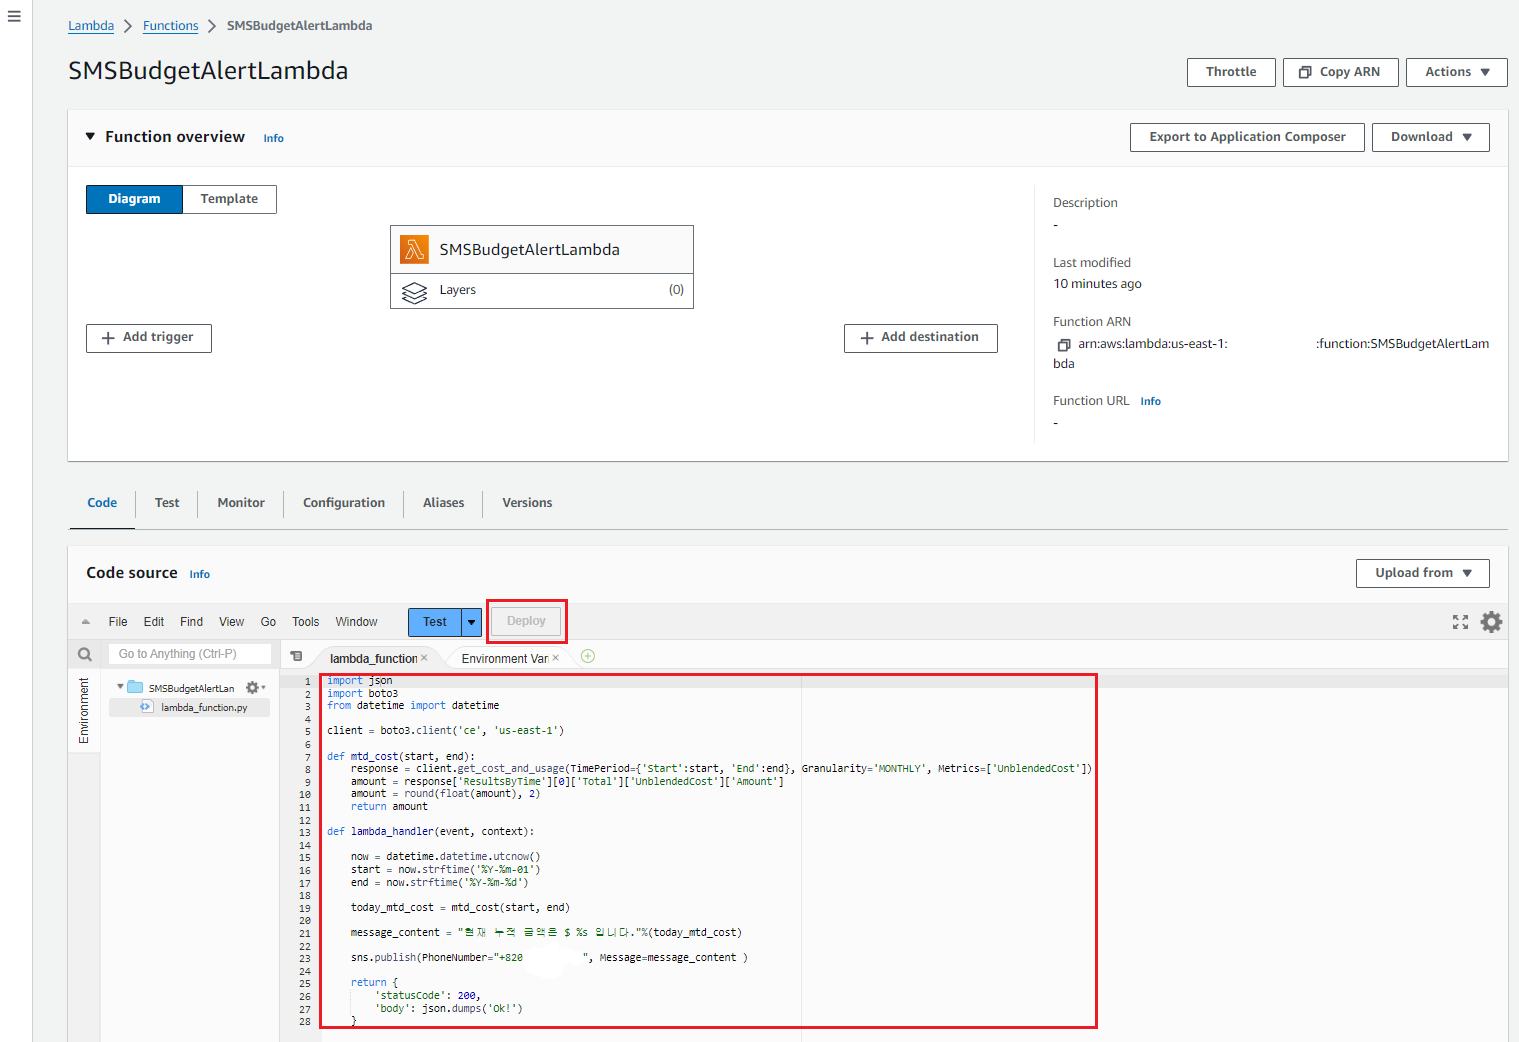 Lambda > Functions > SMSBudgetAlertLambda
SMSBudgetAlertLambda
Throttle
Copy ARN
Actions
Function overview Info
Export to Application Composer
Download
Diagram
Template
SMSBudgetAlertLambda
Layers
(0)
Add trigger
Add destination
Description
-
Last modified
10 minutes ago
Function ARN
arn:aws:lambda:us-east-1: :function:SMSBudgetAlertLam
bda
Function URL Info
-
Code
Test
Monitor
Configuration
Aliases
Versions
Code source Info
Upload from
File Edit Find View Go Tools Window
Test
Deploy
Go to Anything (Ctrl-P)
lambda_function
Environment Vari
Environment
SMSBudgetAlertLan
lambda_function.py
1 import json
2 import boto3
3 from datetime import datetime
4
5 client = boto3.client('ce', 'us-east-1')
6
7 def mtd_cost(start, end):
8 response = client.get_cost_and_usage(TimePeriod={'Start':start, 'End':end}, Granularity='MONTHLY', Metrics=['UnblendedCost'])
9 amount = response['ResultsByTime'][0]['Total']['UnblendedCost']['Amount']
10 amount = round(float(amount), 2)
11 return amount
12
13 def lambda_handler(event, context):
14
15 now = datetime.datetime.utcnow()
16 start = now.strftime('%Y-%m-01')
17 end = now.strftime('%Y-%m-%d')
18
19 today_mtd_cost = mtd_cost(start, end)
20
21 message_content = "현재 누적 금액은 $ %s 입니다."%(today_mtd_cost)
22
23 sns.publish(PhoneNumber="+820 ", Message=message_content )
24
25 return {
26 'statusCode': 200,
27 'body': json.dumps('Ok!')
28 }